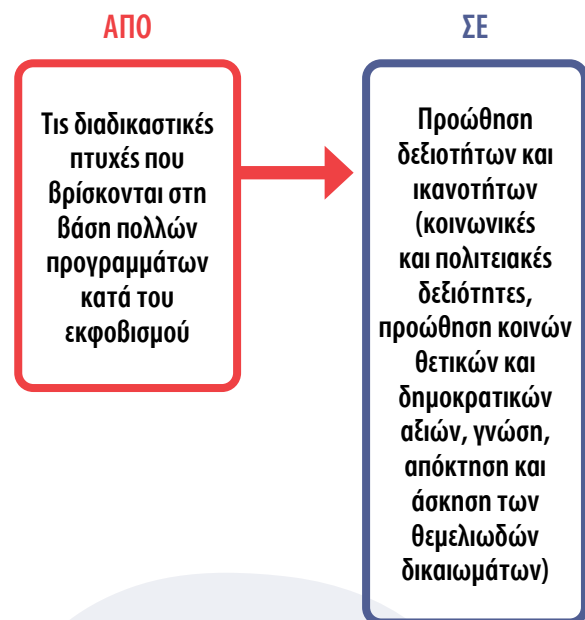 ΑΠΟ
Τις διαδικαστικές
πτυχές που
βρίσκονται στη
βάση πολλών
προγραμμάτων
κατά του
εκφοβισμού
ΣΕ
Προώθηση
δεξιοτήτων και
ικανοτήτων
(κοινωνικές
και πολιτειακές
δεξιότητες,
προώθηση κοινών
θετικών και
δημοκρατικών
αξιών, γνώση,
απόκτηση και
άσκηση των
θεμελιωδών
δικαιωμάτων)